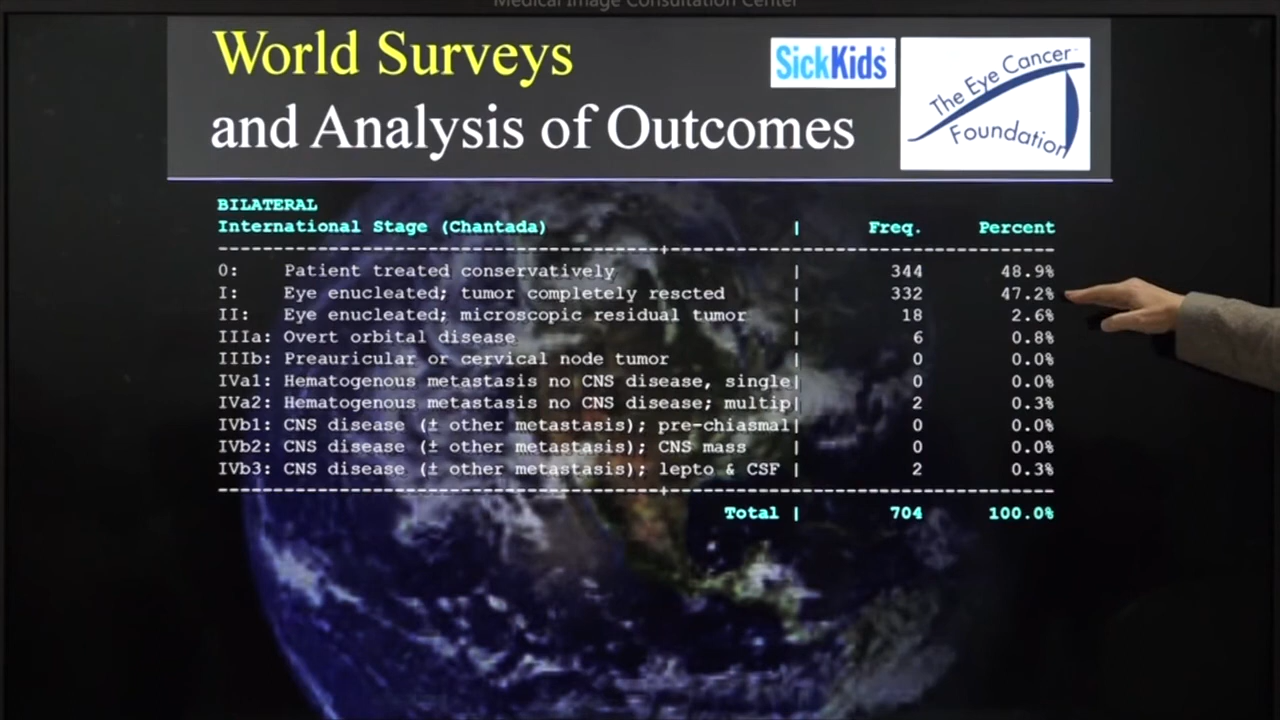 Medical Image Consultation Center
World Surveys
and Analysis of Outcomes
SickKids
The Eye Cancer
Foundation
BILATERAL
International Stage (Chantada) | Freq. Percent
0: Patient treated conservatively | 344 48.9%
I: Eye enucleated; tumor completely rescted | 332 47.2%
II: Eye enucleated; microscopic residual tumor | 18 2.6%
IIIa: Overt orbital disease | 6 0.8%
IIIb: Preauricular or cervical node tumor | 0 0.0%
IVa1: Hematogenous metastasis no CNS disease, single| 0 0.0%
IVa2: Hematogenous metastasis no CNS disease; multip| 2 0.3%
IVb1: CNS disease (± other metastasis); pre-chiasmal| 0 0.0%
IVb2: CNS disease (± other metastasis); CNS mass | 0 0.0%
IVb3: CNS disease (± other metastasis); lepto & CSF | 2 0.3%
Total | 704 100.0%